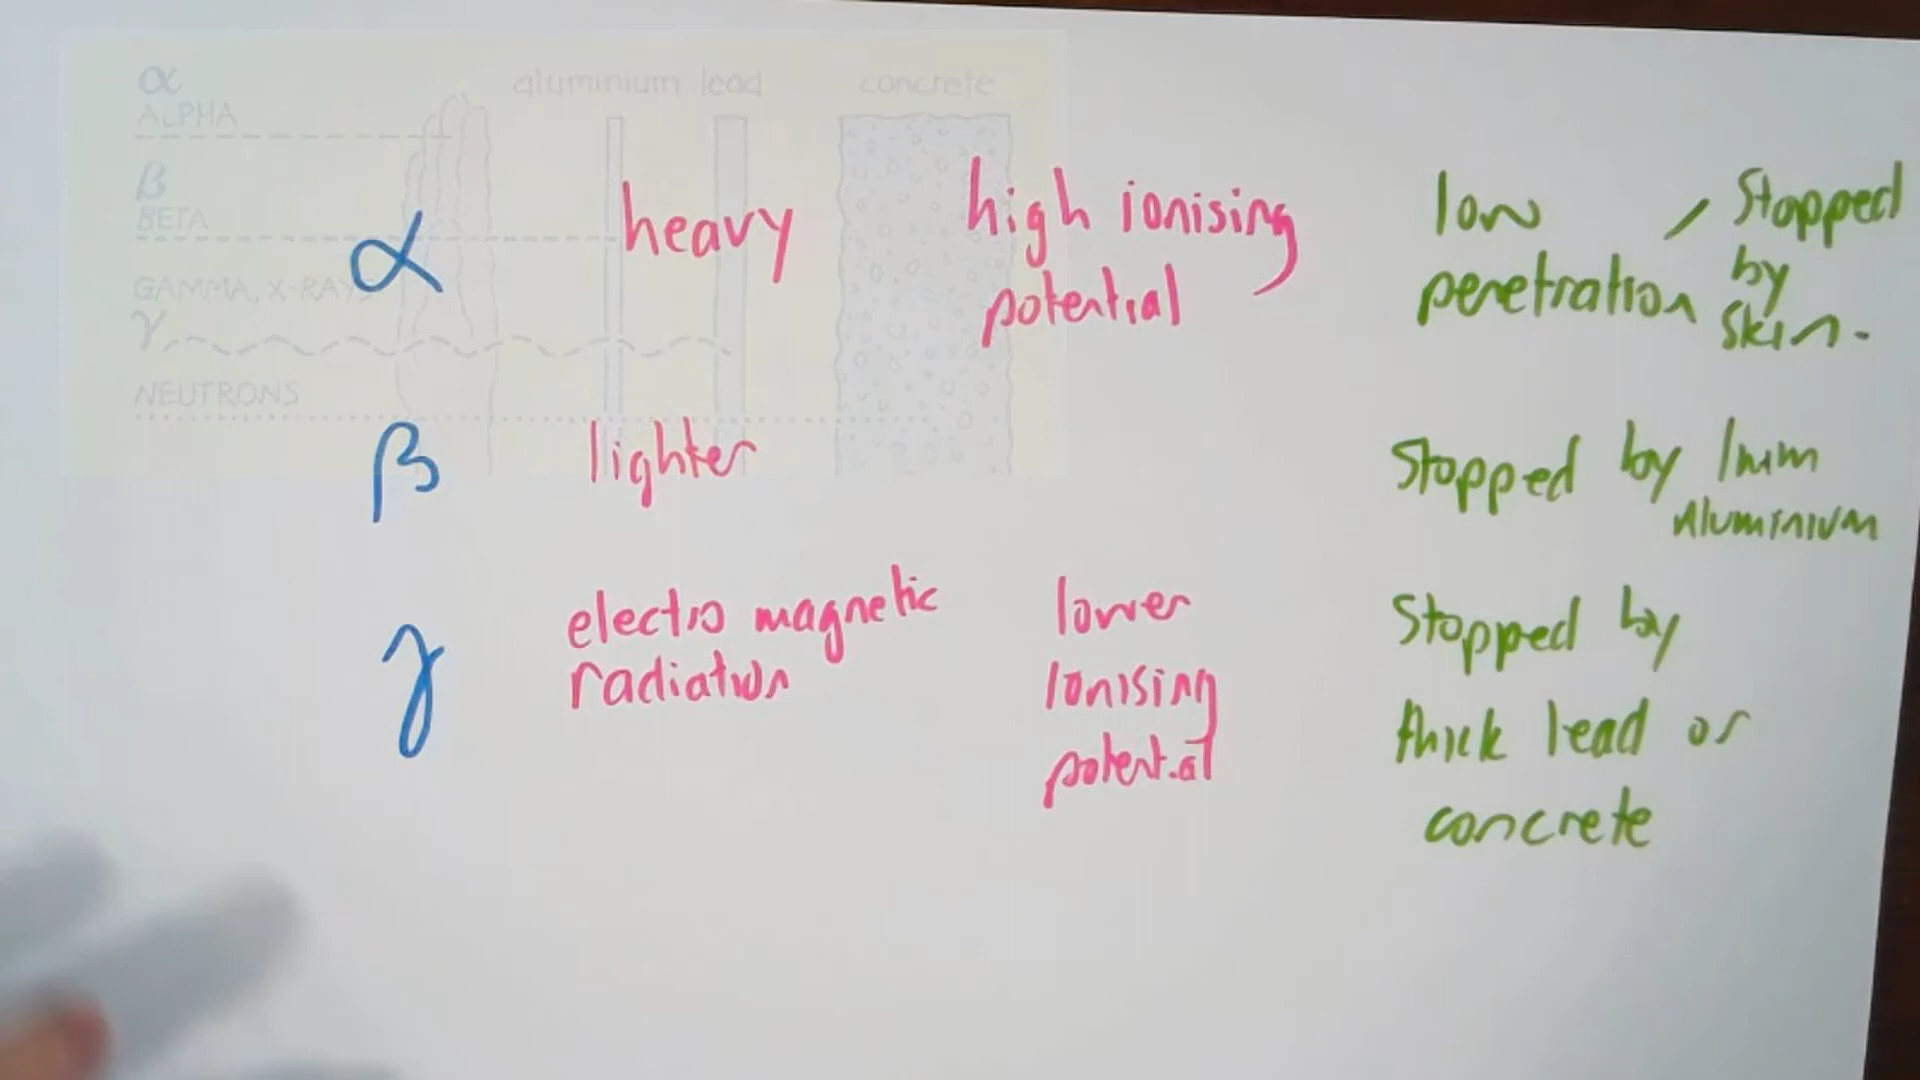 α aluminium lead concrete
ALPHA
β
BETA
GAMMA, X-RAYS
γ
NEUTRONS
α heavy high ionising potential low penetration / Stopped by Skin.
β lighter Stopped by 1mm Aluminium
γ electro magnetic radiation lower Ionising potential Stopped by thick lead or concrete